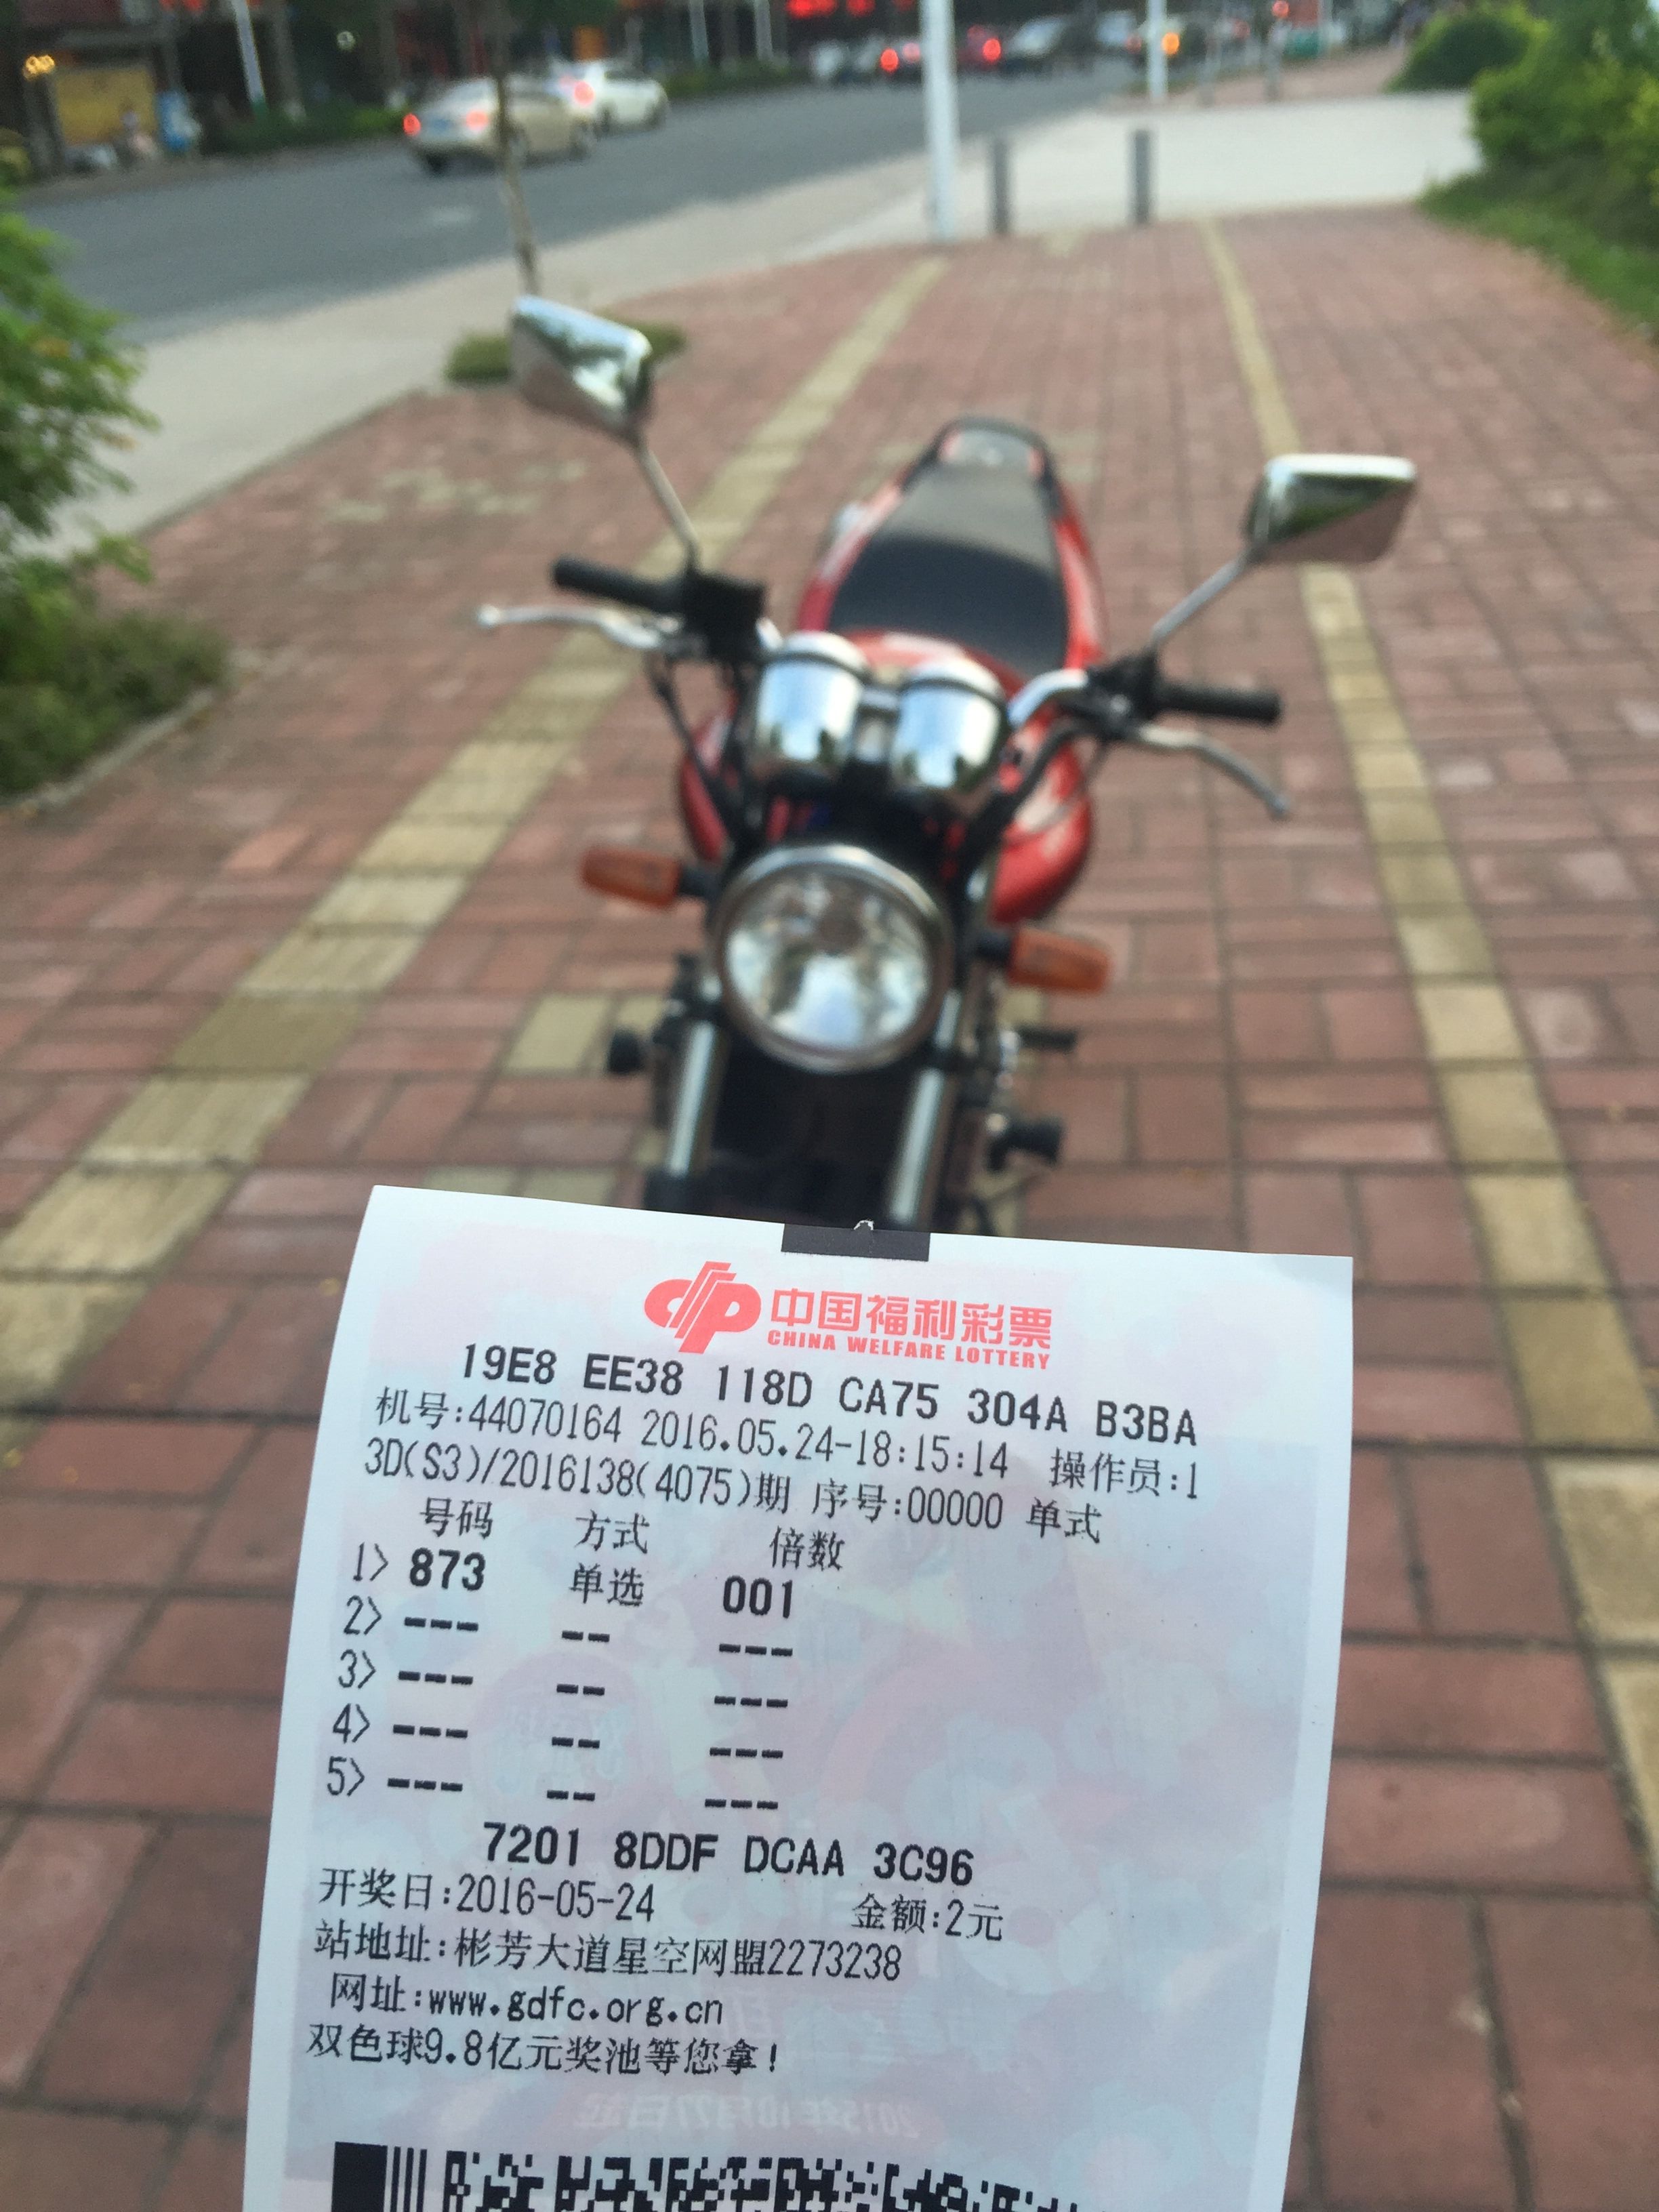 中国福利彩票
CHINA WELFARE LOTTERY
19E8 EE38 118D CA75 304A B3BA
机号:44070164 2016.05.24-18:15:14 操作员:1
3D(S3)/2016138(4075)期 序号:00000 单式
号码 方式 倍数
1> 873 单选 001
2> --- -- ---
3> --- -- ---
4> --- -- ---
5> --- -- ---
7201 8DDF DCAA 3C96
开奖日:2016-05-24 金额:2元
站地址:彬芳大道星空网盟2273238
网址:www.gdfc.org.cn
双色球9.8亿元奖池等您拿!